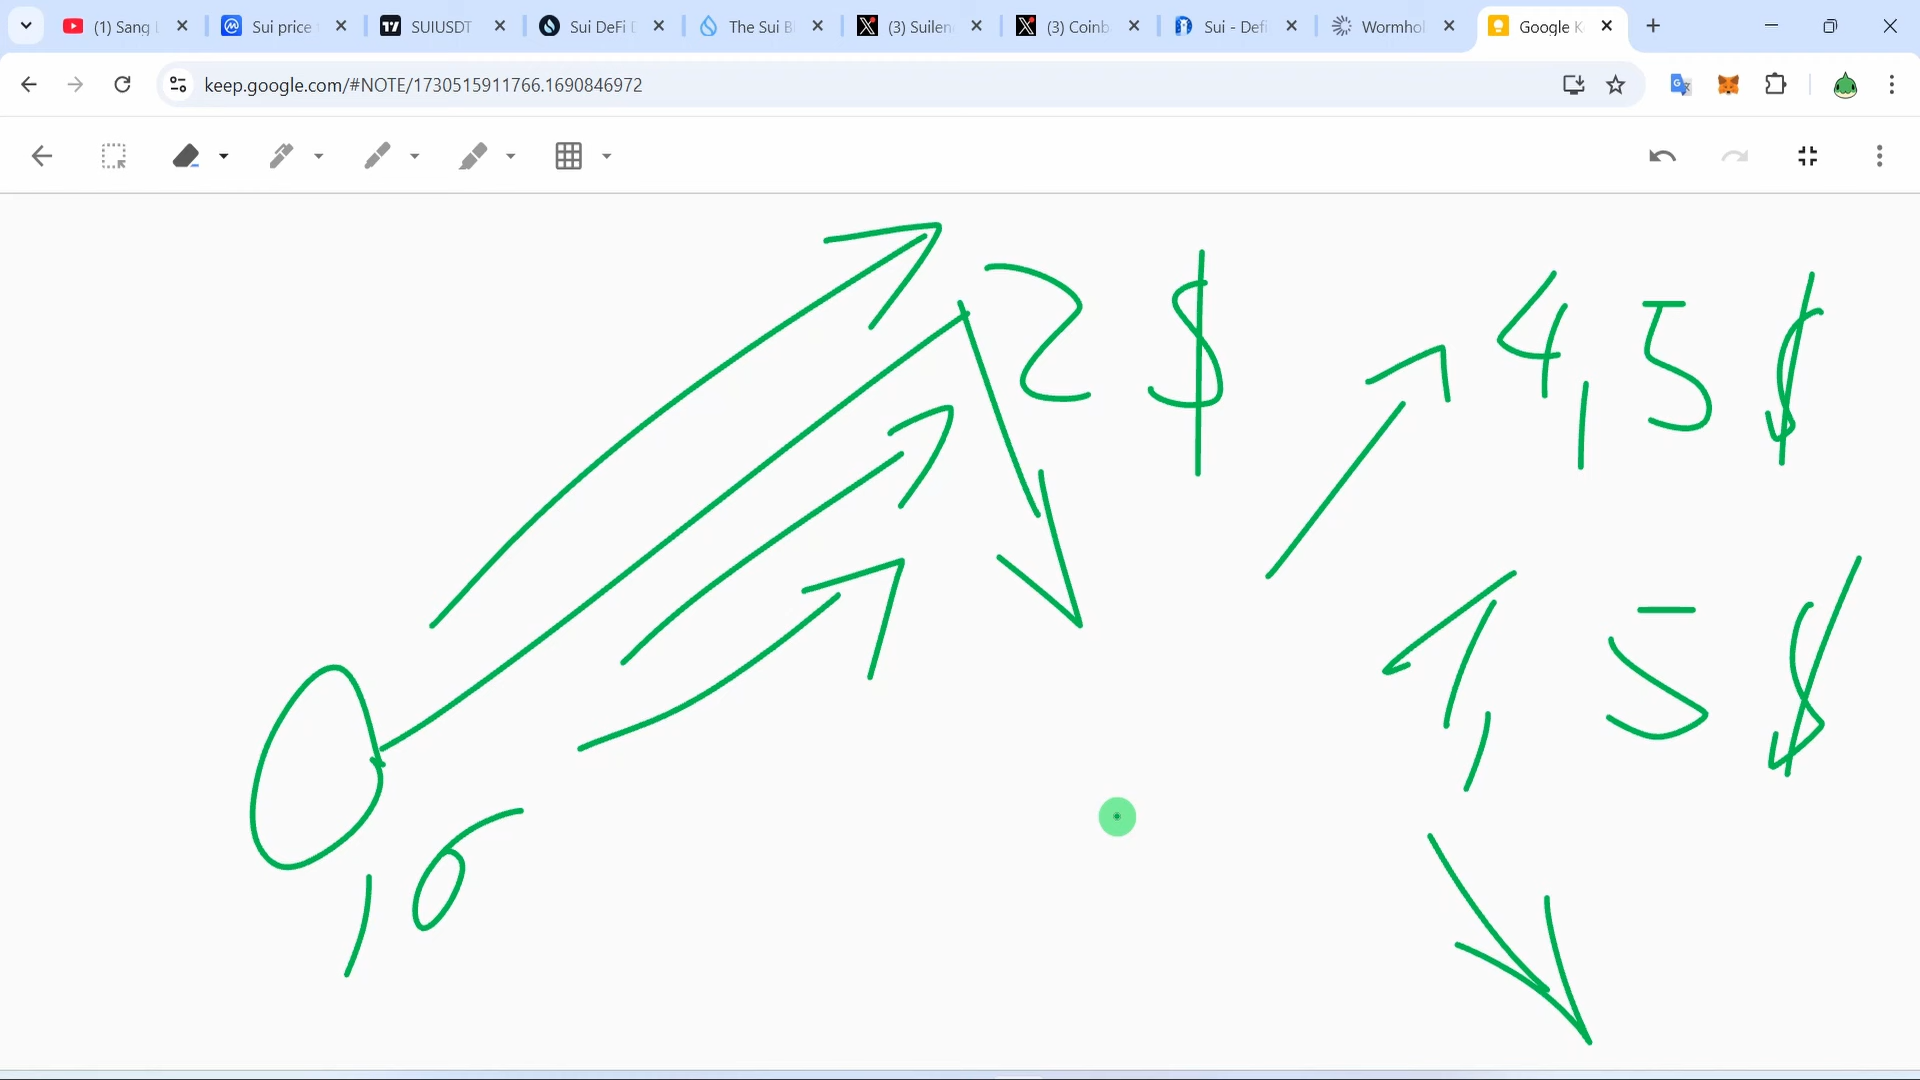 (1) Sang
Sui price
SUIUSDT
Sui DeFi
The Sui Bl
(3) Suilen
(3) Coinb
Sui - Defi
Wormhol
Google K
keep.google.com/#NOTE/1730515911766.1690846972
2 $
4,5 $
1,5 $
0,6